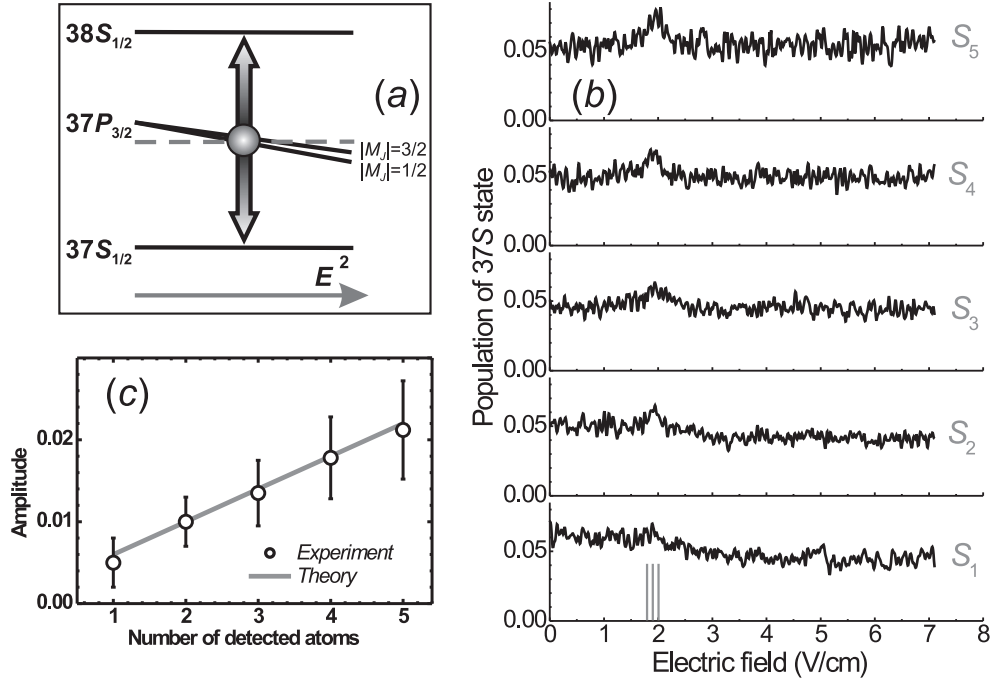 38S1/2
(a)
37P3/2
|MJ|=3/2
|MJ|=1/2
37S1/2
E2
(b)
Population of 37S state
0.05
S5
0.00
0.05
S4
0.00
0.05
S3
0.00
0.05
S2
0.00
0.05
S1
0.00
0 1 2 3 4 5 6 7 8
Electric field (V/cm)
(c)
Amplitude
0.02
0.01
0.00
Experiment
Theory
1 2 3 4 5
Number of detected atoms